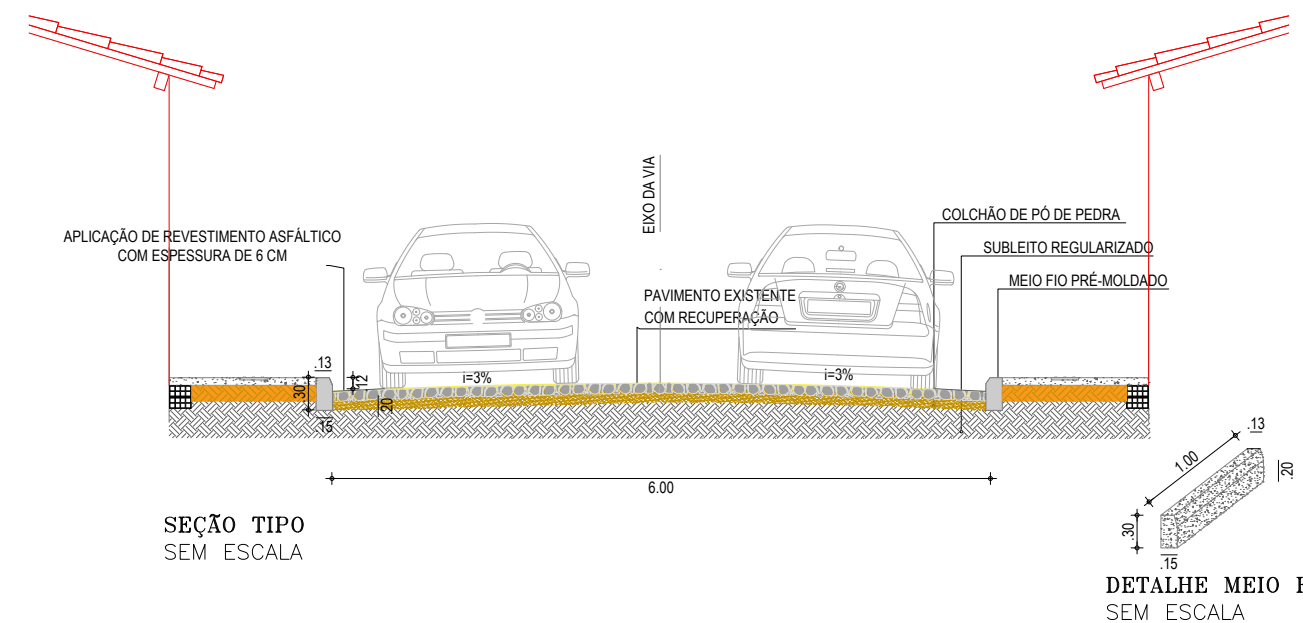 EIXO DA VIA
COLCHÃO DE PÓ DE PEDRA
APLICAÇÃO DE REVESTIMENTO ASFÁLTICO
COM ESPESSURA DE 6 CM
SUBLEITO REGULARIZADO
MEIO FIO PRÉ-MOLDADO
PAVIMENTO EXISTENTE
COM RECUPERAÇÃO
.13
.12
i=3%
i=3%
.30
.20
.15
6.00
.13
1.00
.20
.30
.15
SEÇÃO TIPO
SEM ESCALA
DETALHE MEIO
SEM ESCALA